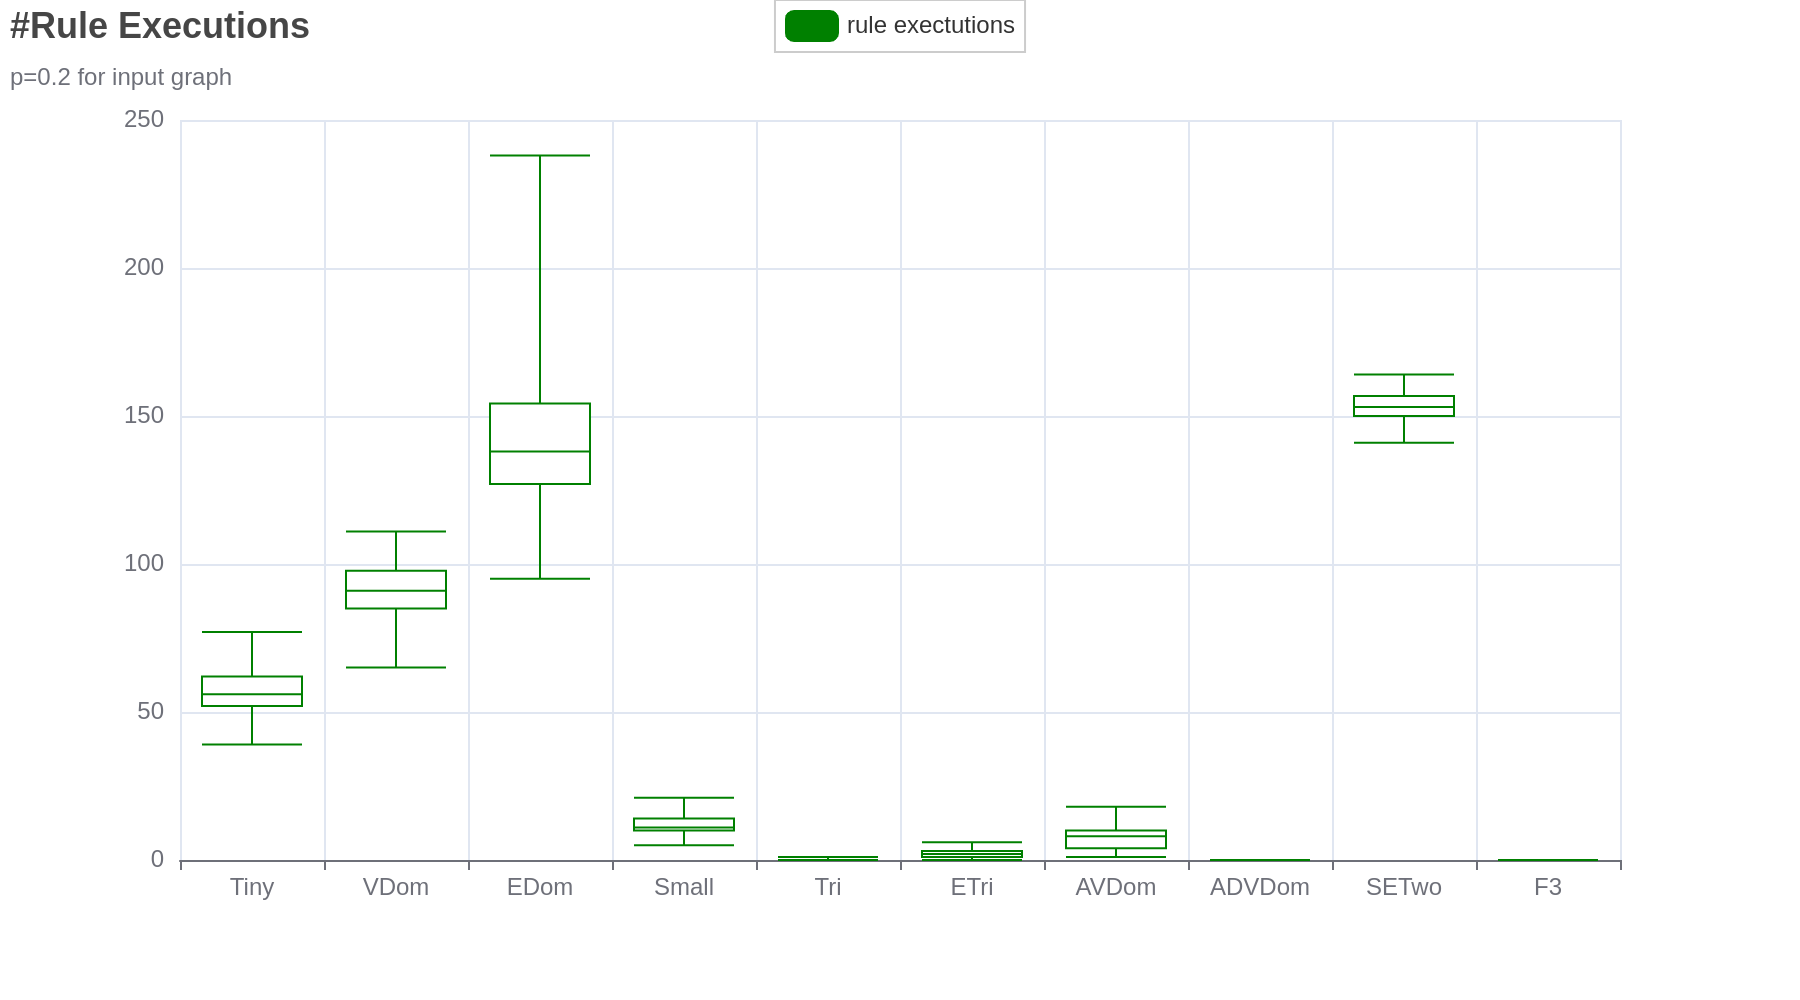 #Rule Executions
rule exectutions
p=0.2 for input graph
250
200
150
100
50
0
Tiny VDom EDom Small Tri ETri AVDom ADVDom SETwo F3